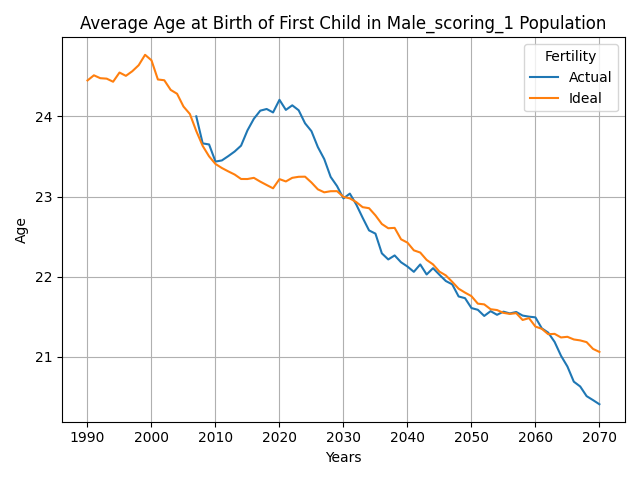 Average Age at Birth of First Child in Male_scoring_1 Population
Fertility
Actual
Ideal
Age
24
23
22
21
1990 2000 2010 2020 2030 2040 2050 2060 2070
Years